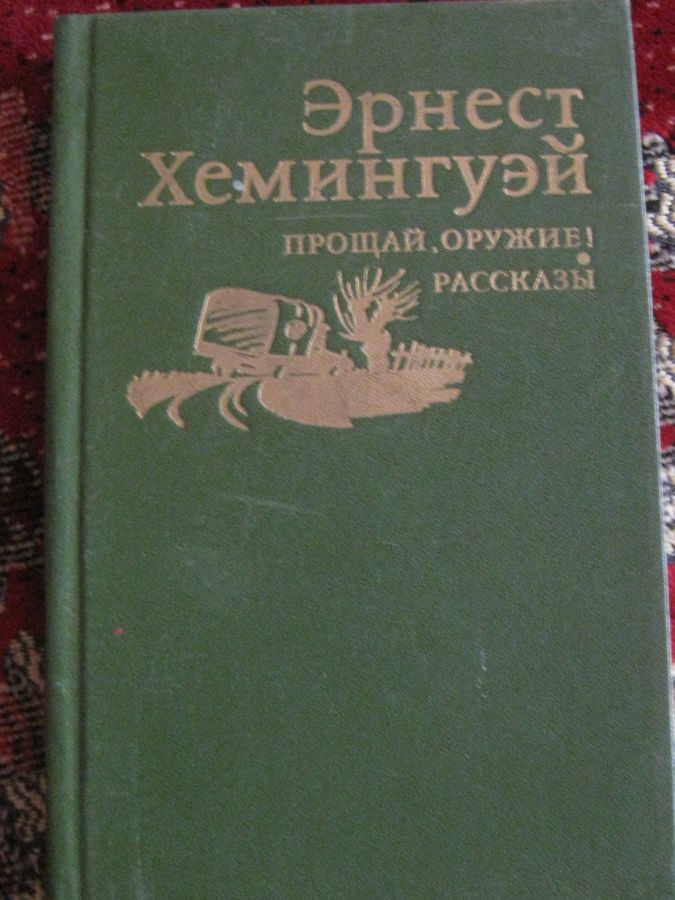 Эрнест
Хемингуэй
ПРОЩАЙ, ОРУЖИЕ!
•
РАССКАЗЫ